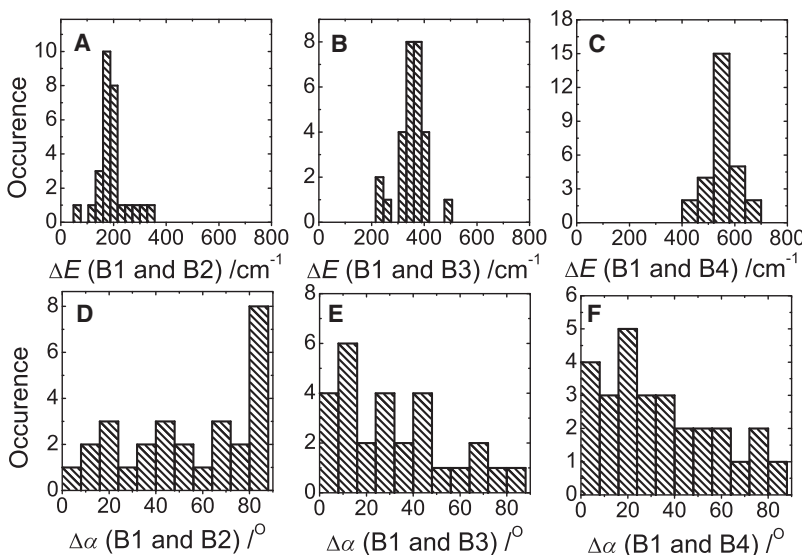 A
B
C
Occurence
10
8
6
4
2
0
8
6
4
2
0
18
15
12
9
6
3
0
0 200 400 600 800
0 200 400 600 800
0 200 400 600 800
ΔE (B1 and B2) /cm⁻¹
ΔE (B1 and B3) /cm⁻¹
ΔE (B1 and B4) /cm⁻¹
D
E
F
Occurence
8
6
4
2
0
8
6
4
2
0
6
5
4
3
2
1
0
0 20 40 60 80
0 20 40 60 80
0 20 40 60 80
Δα (B1 and B2) /°
Δα (B1 and B3) /°
Δα (B1 and B4) /°